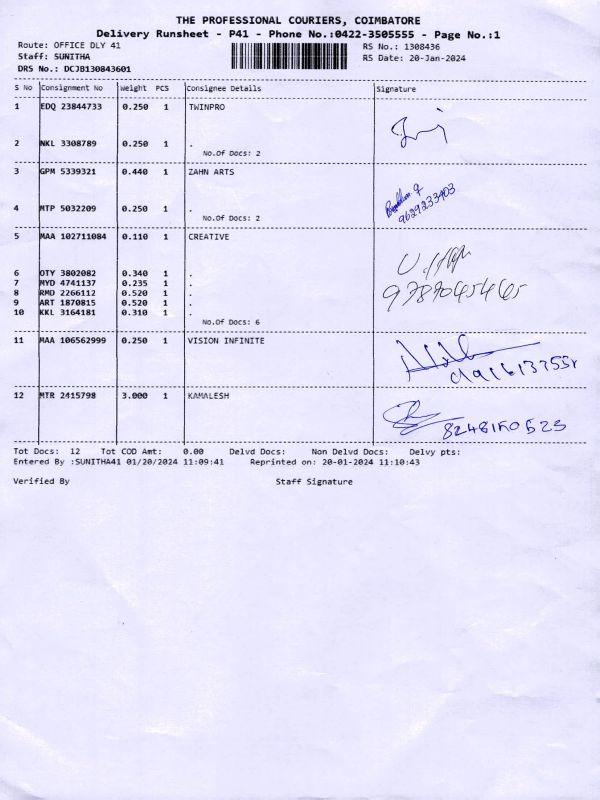 THE PROFESSIONAL COURIERS, COIMBATORE
Delivery Runsheet - P41 - Phone No.:0422-3505555 - Page No.:1
Route: OFFICE DLY 41 RS No.: 1308436
Staff: SUNITHA RS Date: 20-Jan-2024
DRS No.: DCJB130843601
S No Consignment No Weight PCS Consignee Details Signature
1 EDQ 23844733 0.250 1 TWINPRO
2 NKL 3308789 0.250 1 .
No.Of Docs: 2
3 GPM 5339321 0.440 1 ZAHN ARTS
9629233403
4 MTP 5032209 0.250 1 .
No.Of Docs: 2
5 MAA 102711084 0.110 1 CREATIVE
6 OTY 3802082 0.340 1 .
7 MYD 4741137 0.235 1 .
8 RMD 2266112 0.520 1 .
9 ART 1870815 0.520 1 .
10 KKL 3164181 0.310 1 .
No.Of Docs: 6
11 MAA 106562999 0.250 1 VISION INFINITE
12 MTR 2415798 3.000 1 KAMALESH
Tot Docs: 12 Tot COD Amt: 0.00 Delvd Docs: Non Delvd Docs: Delvy pts:
Entered By :SUNITHA41 01/20/2024 11:09:41 Reprinted on: 20-01-2024 11:10:43
Verified By Staff Signature